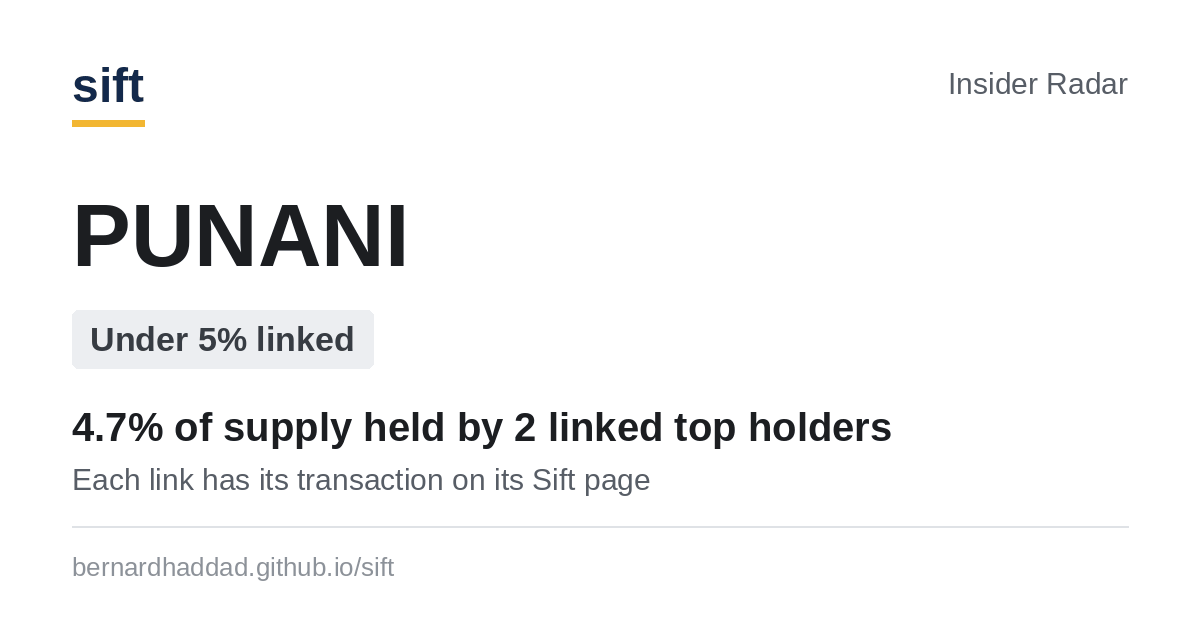 sift
Insider Radar
PUNANI
Under 5% linked
4.7% of supply held by 2 linked top holders
Each link has its transaction on its Sift page
bernardhaddad.github.io/sift